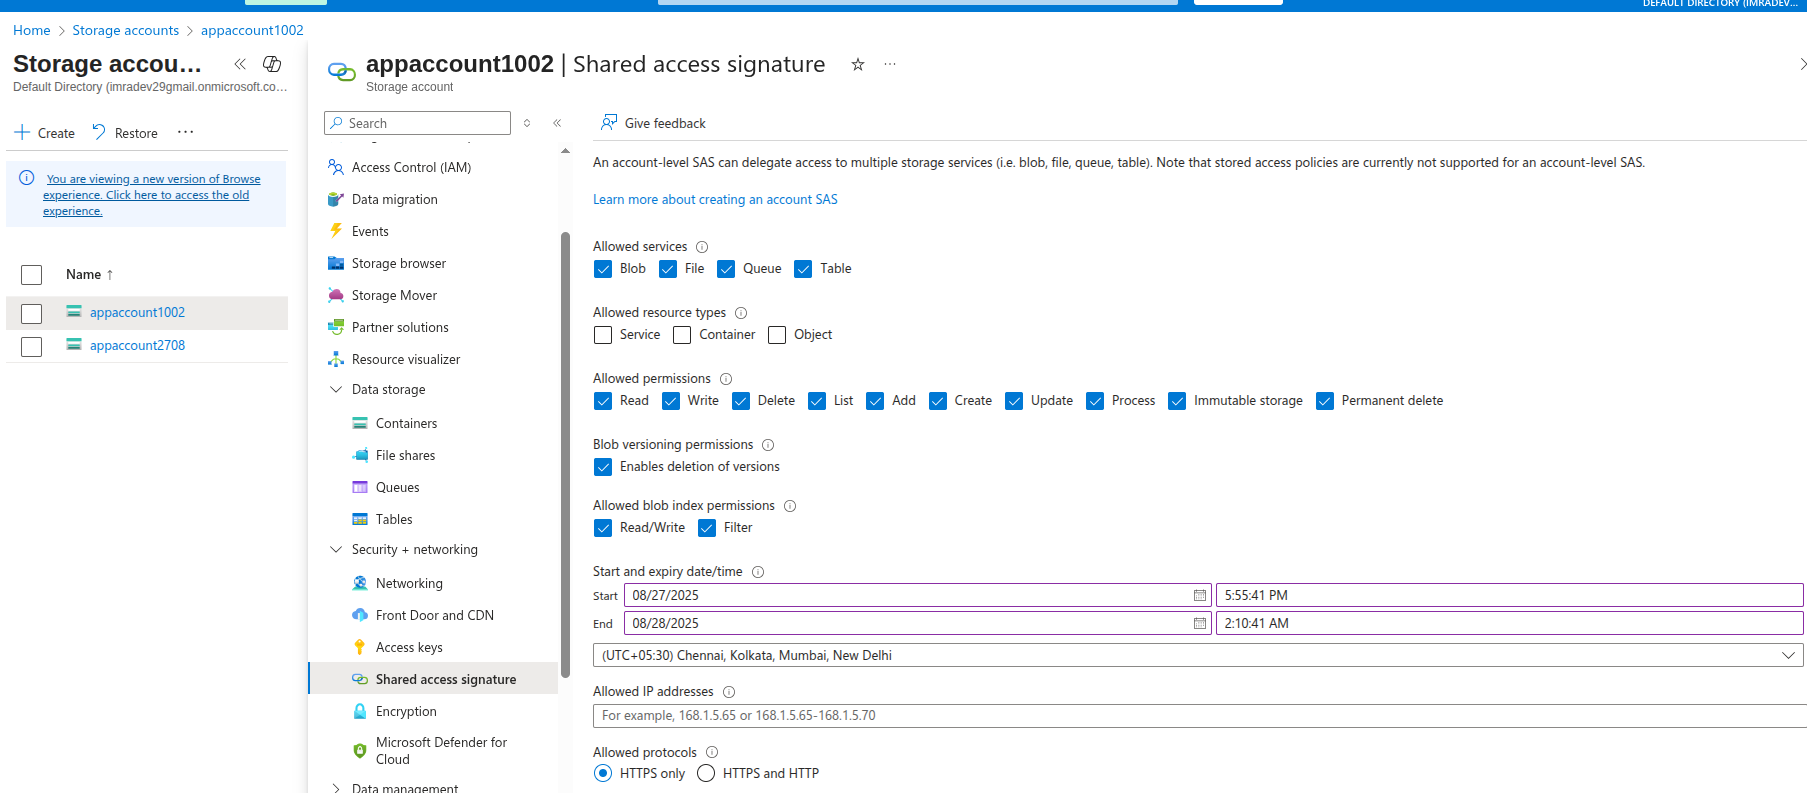 DEFAULT DIRECTORY (IMRADEV...
Home > Storage accounts > appaccount1002
Storage accou...
Default Directory (imradev29gmail.onmicrosoft.co...
Create Restore ...
You are viewing a new version of Browse
experience. Click here to access the old
experience.
Name ↑
appaccount1002
appaccount2708
appaccount1002 | Shared access signature
Storage account
Search
Access Control (IAM)
Data migration
Events
Storage browser
Storage Mover
Partner solutions
Resource visualizer
Data storage
Containers
File shares
Queues
Tables
Security + networking
Networking
Front Door and CDN
Access keys
Shared access signature
Encryption
Microsoft Defender for
Cloud
Data management
Give feedback
An account-level SAS can delegate access to multiple storage services (i.e. blob, file, queue, table). Note that stored access policies are currently not supported for an account-level SAS.
Learn more about creating an account SAS
Allowed services
Blob File Queue Table
Allowed resource types
Service Container Object
Allowed permissions
Read Write Delete List Add Create Update Process Immutable storage Permanent delete
Blob versioning permissions
Enables deletion of versions
Allowed blob index permissions
Read/Write Filter
Start and expiry date/time
Start 08/27/2025 5:55:41 PM
End 08/28/2025 2:10:41 AM
(UTC+05:30) Chennai, Kolkata, Mumbai, New Delhi
Allowed IP addresses
For example, 168.1.5.65 or 168.1.5.65-168.1.5.70
Allowed protocols
HTTPS only HTTPS and HTTP